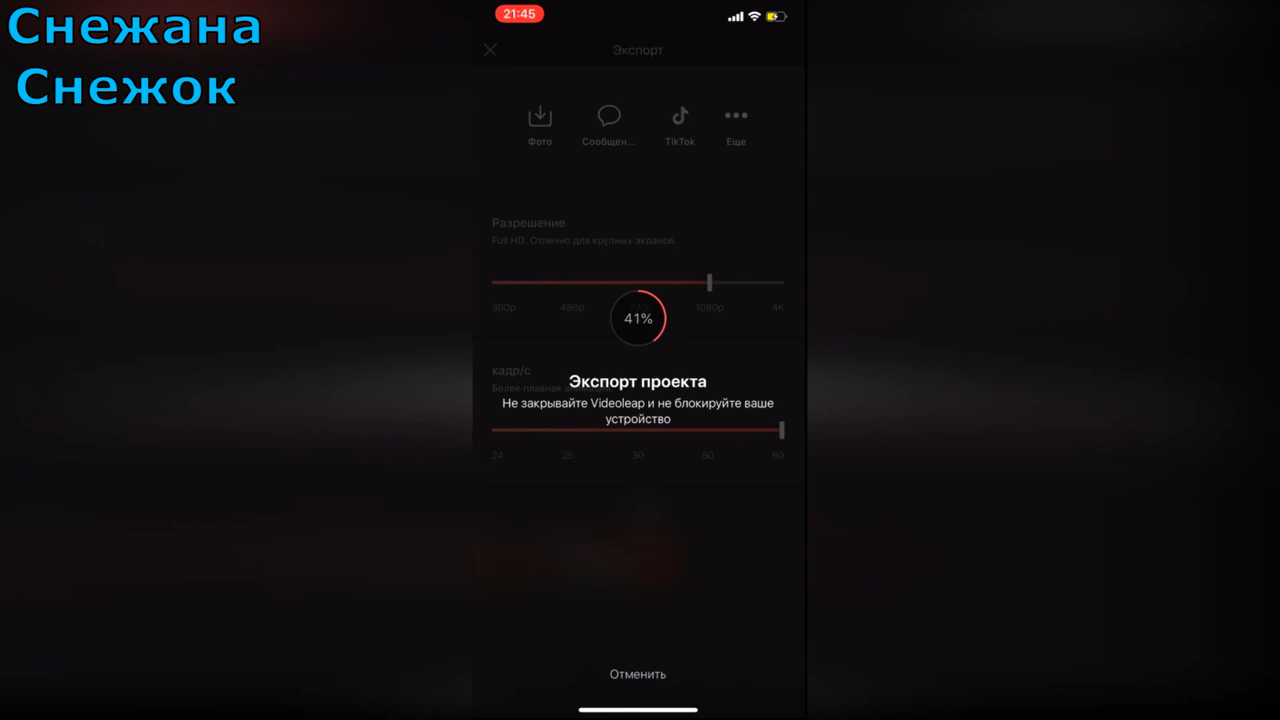 Снежана
Снежок
21:45
Экспорт
Фото
Сообщен...
TikTok
Еще
Разрешение
Full HD. Отлично для крупных экранов.
360p
480p
1080p
4K
41%
кадр/с
Экспорт проекта
Более плавная
Не закрывайте Videoleap и не блокируйте ваше
устройство
24
25
30
50
60
Отменить